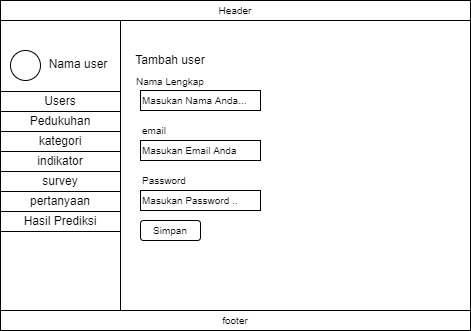 Header
Nama user
Users
Pedukuhan
kategori
indikator
survey
pertanyaan
Hasil Prediksi
Tambah user
Nama Lengkap
Masukan Nama Anda...
email
Masukan Email Anda
Password
Masukan Password ..
Simpan
footer